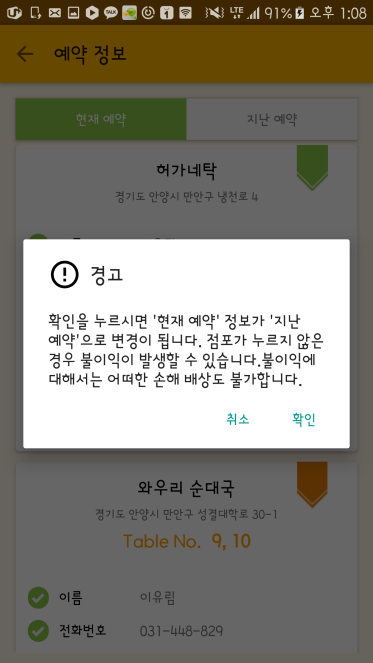 LTE 91% 오후 1:08
예약 정보
현재 예약 지난 예약
허가네탁
경기도 안양시 만안구 냉천로 4
경고
확인을 누르시면 '현재 예약' 정보가 '지난
예약'으로 변경이 됩니다. 점포가 누르지 않은
경우 불이익이 발생할 수 있습니다.불이익에
대해서는 어떠한 손해 배상도 불가합니다.
취소 확인
와우리 순대국
경기도 안양시 만안구 성결대학로 30-1
Table No. 9, 10
이름 이유림
전화번호 031-448-829